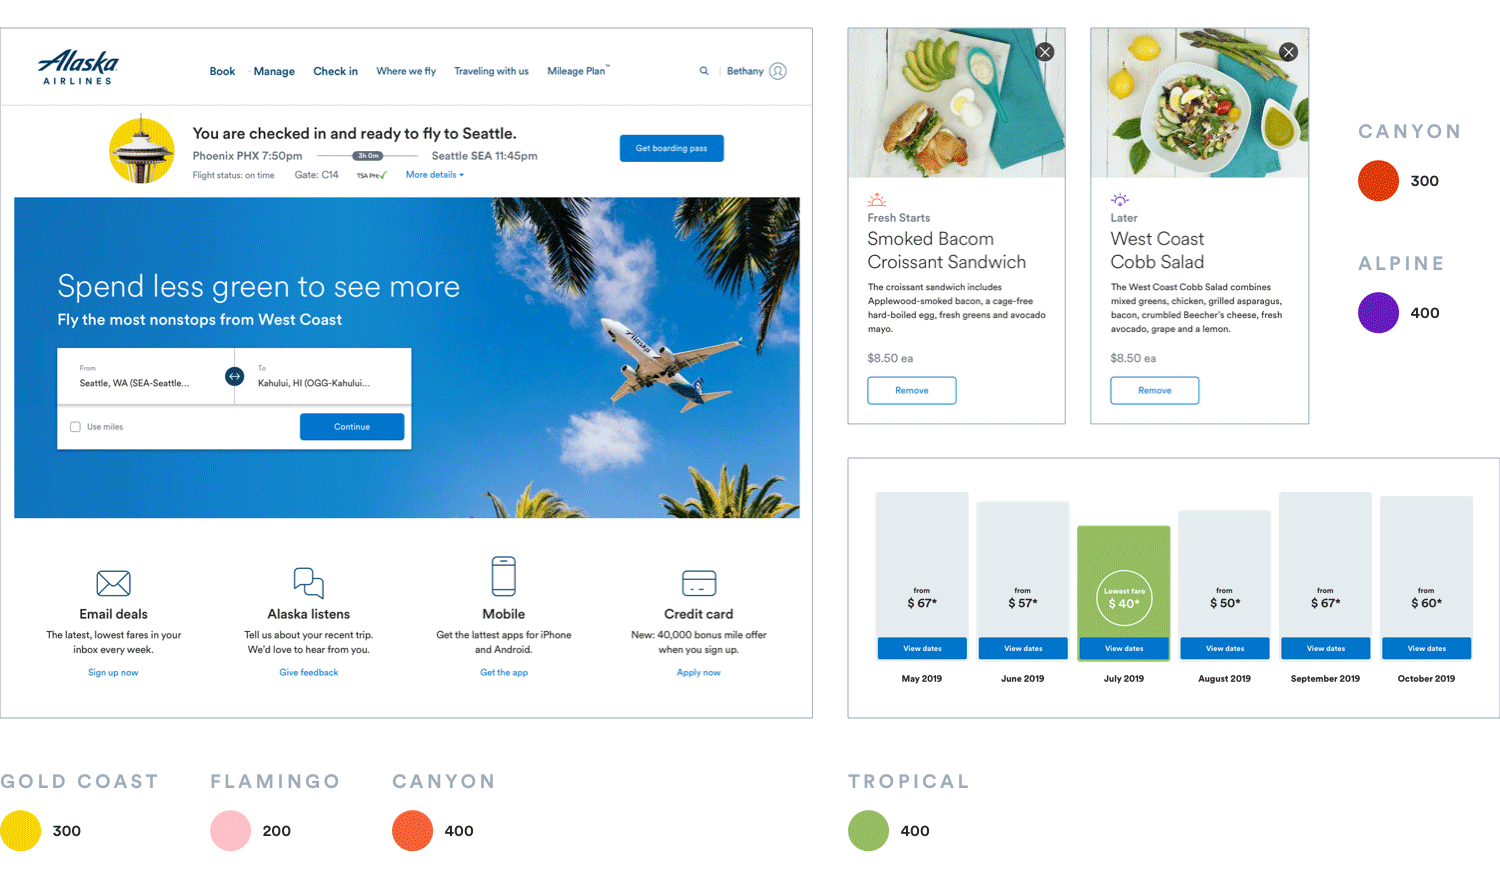 Alaska
AIRLINES
Book
Manage
Check in
Where we fly
Traveling with us
Mileage Plan™
Bethany
You are checked in and ready to fly to Seattle.
Phoenix PHX 7:50pm
3h 0m
Seattle SEA 11:45pm
Flight status: on time
Gate: C14
TSA Pre✓
More details
Get boarding pass
Spend less green to see more
Fly the most nonstops from West Coast
From
Seattle, WA (SEA-Seattle...
To
Kahului, HI (OGG-Kahului...
Use miles
Continue
Alaska
Email deals
The latest, lowest fares in your
inbox every week.
Sign up now
Alaska listens
Tell us about your recent trip.
We'd love to hear from you.
Give feedback
Mobile
Get the lattest apps for iPhone
and Android.
Get the app
Credit card
New: 40,000 bonus mile offer
when you sign up.
Apply now
Fresh Starts
Smoked Bacom
Croissant Sandwich
The croissant sandwich includes
Applewood-smoked bacon, a cage-free
hard-boiled egg, fresh greens and avocado
mayo.
$8.50 ea
Remove
Later
West Coast
Cobb Salad
The West Coast Cobb Salad combines
mixed greens, chicken, grilled asparagus,
bacon, crumbled Beecher's cheese, fresh
avocado, grape and a lemon.
$8.50 ea
Remove
CANYON
300
ALPINE
400
from
$ 67*
View dates
May 2019
from
$ 57*
View dates
June 2019
Lowest fare
$ 40*
View dates
July 2019
from
$ 50*
View dates
August 2019
from
$ 67*
View dates
September 2019
from
$ 60*
View dates
October 2019
GOLD COAST
300
FLAMINGO
200
CANYON
400
TROPICAL
400